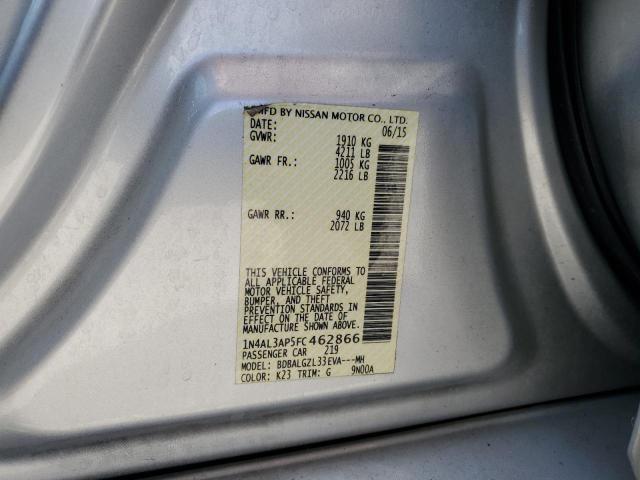 MFD BY NISSAN MOTOR CO., LTD.
DATE: 06/15
GVWR: 1910 KG
4211 LB
GAWR FR.: 1005 KG
2216 LB
GAWR RR.: 940 KG
2072 LB
THIS VEHICLE CONFORMS TO
ALL APPLICABLE FEDERAL
MOTOR VEHICLE SAFETY,
BUMPER, AND THEFT
PREVENTION STANDARDS IN
EFFECT ON THE DATE OF
MANUFACTURE SHOWN ABOVE.
1N4AL3AP5FC462866
PASSENGER CAR 219
MODEL: BDBALGZL33EVA---MH
COLOR: K23 TRIM: G 9N00A